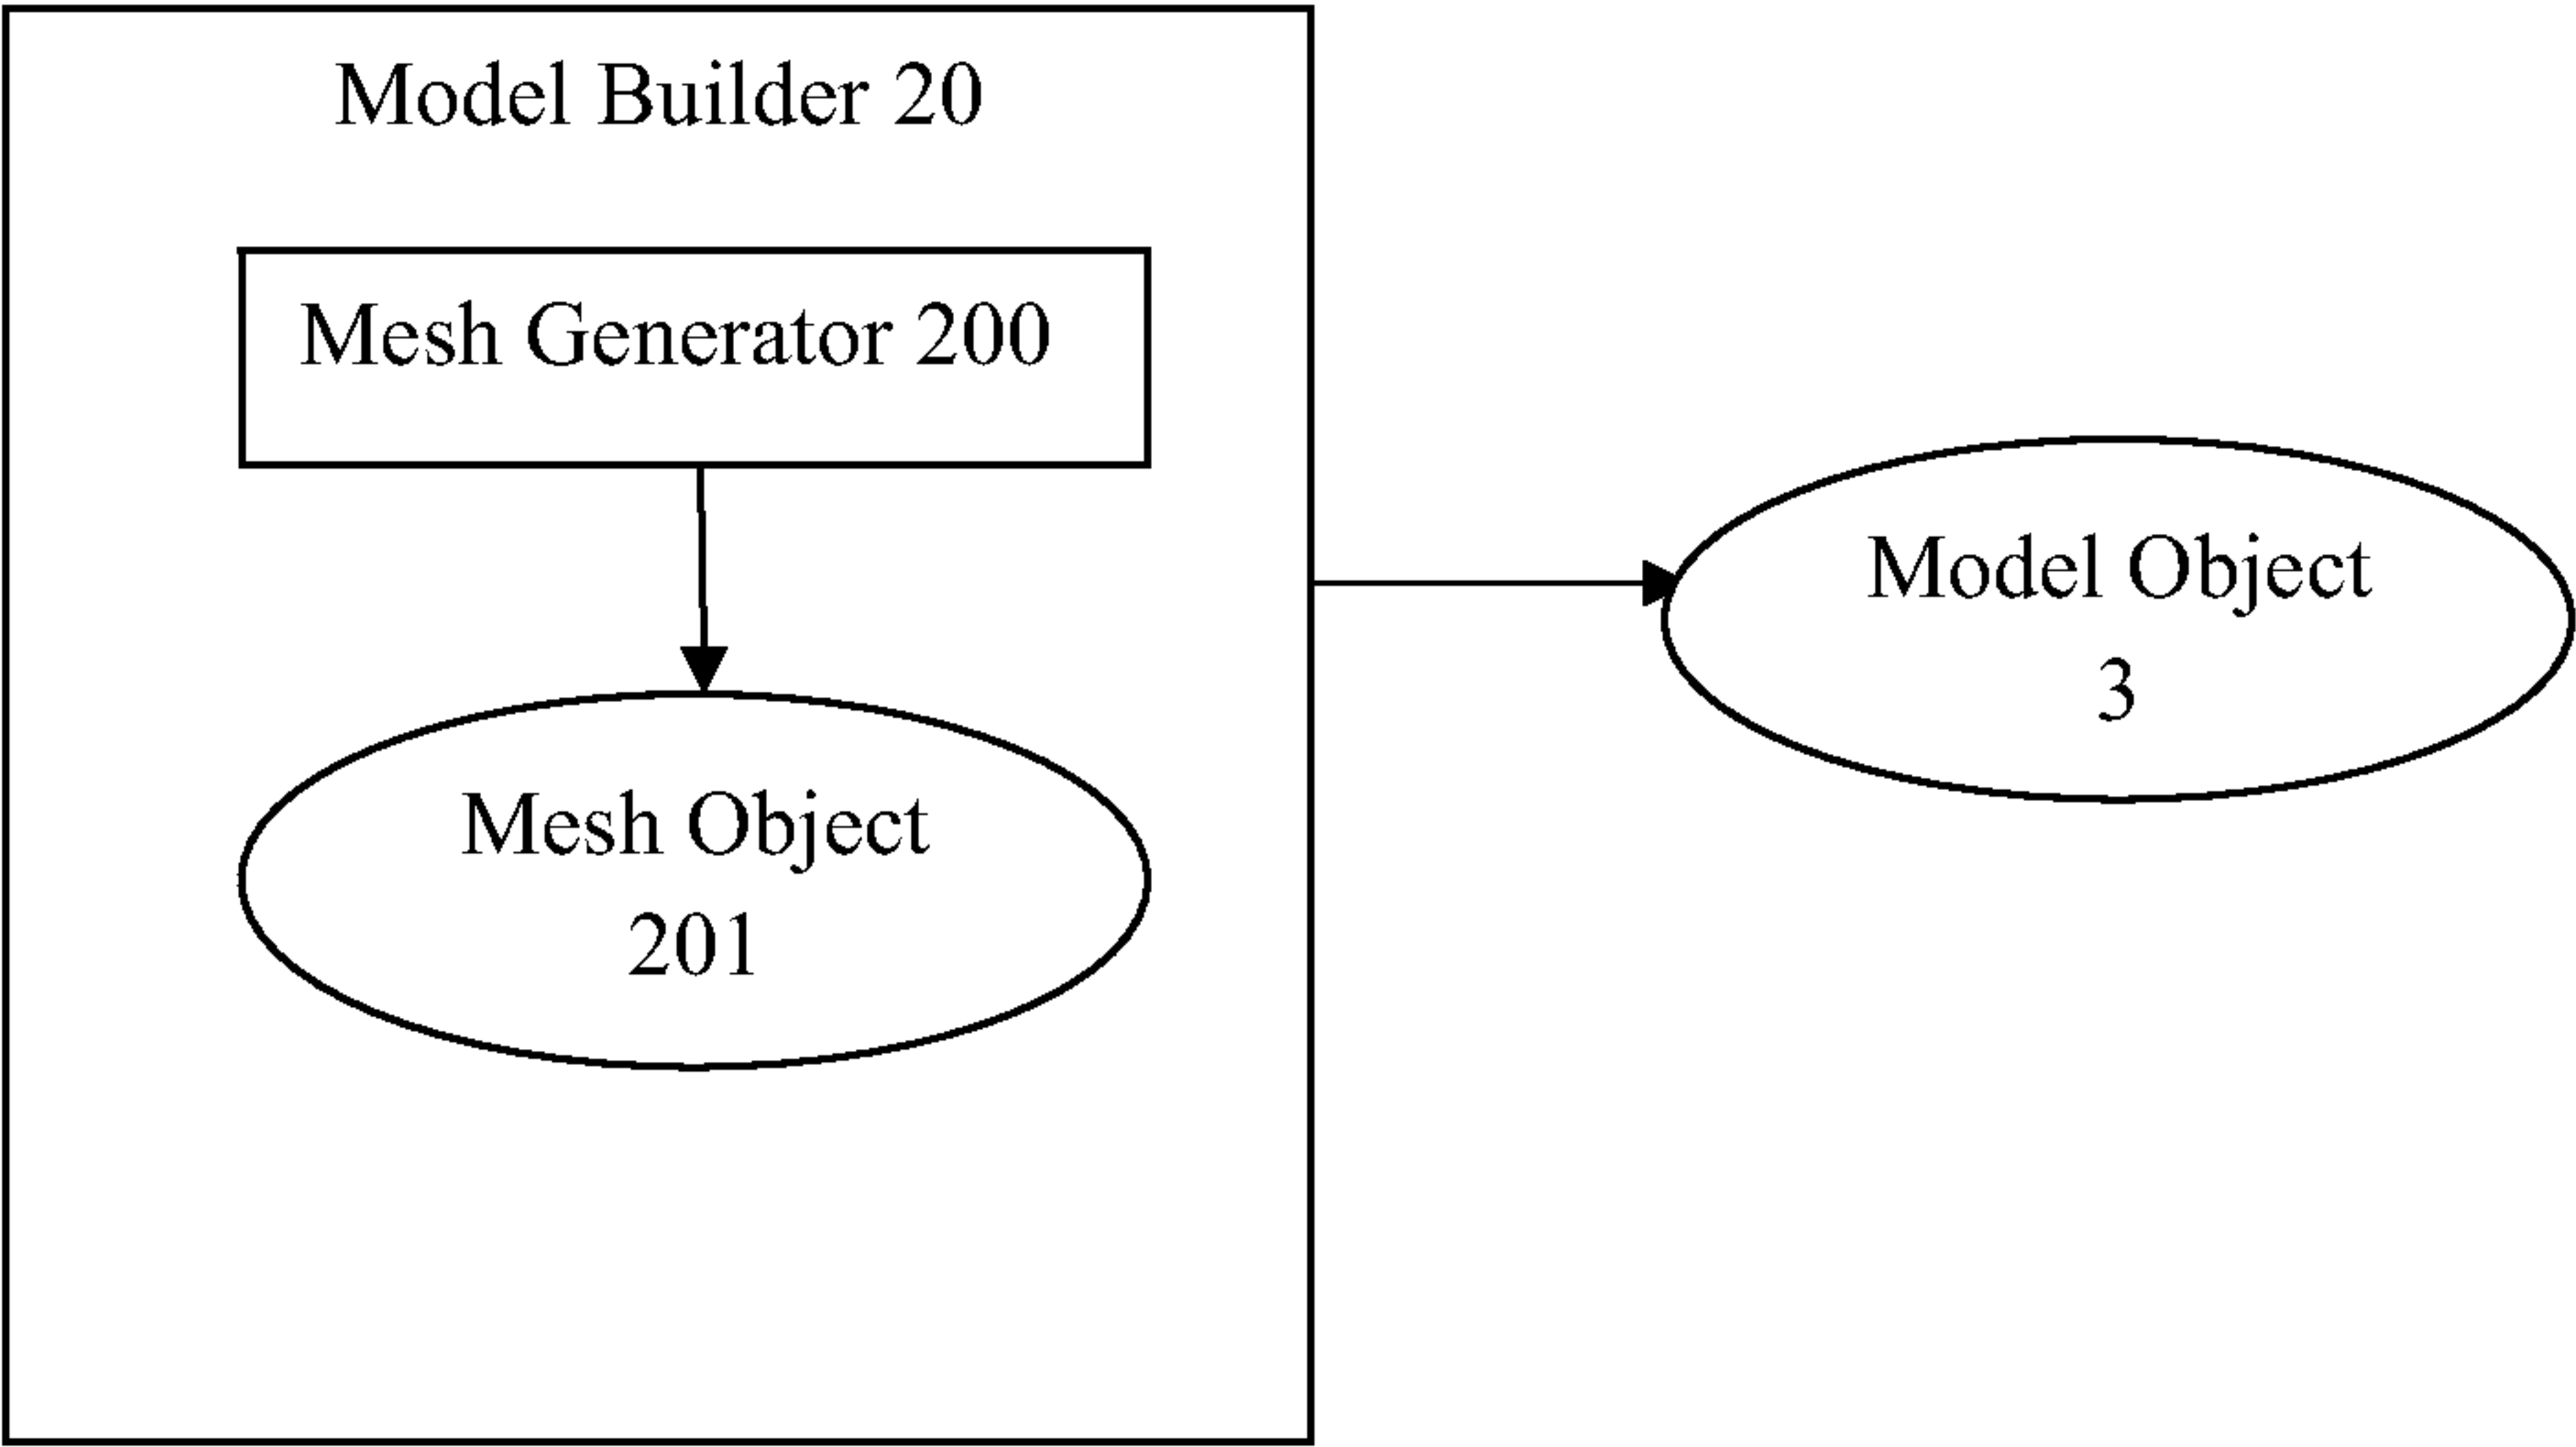 Model Builder 20
Mesh Generator 200
Mesh Object
201
Model Object
3